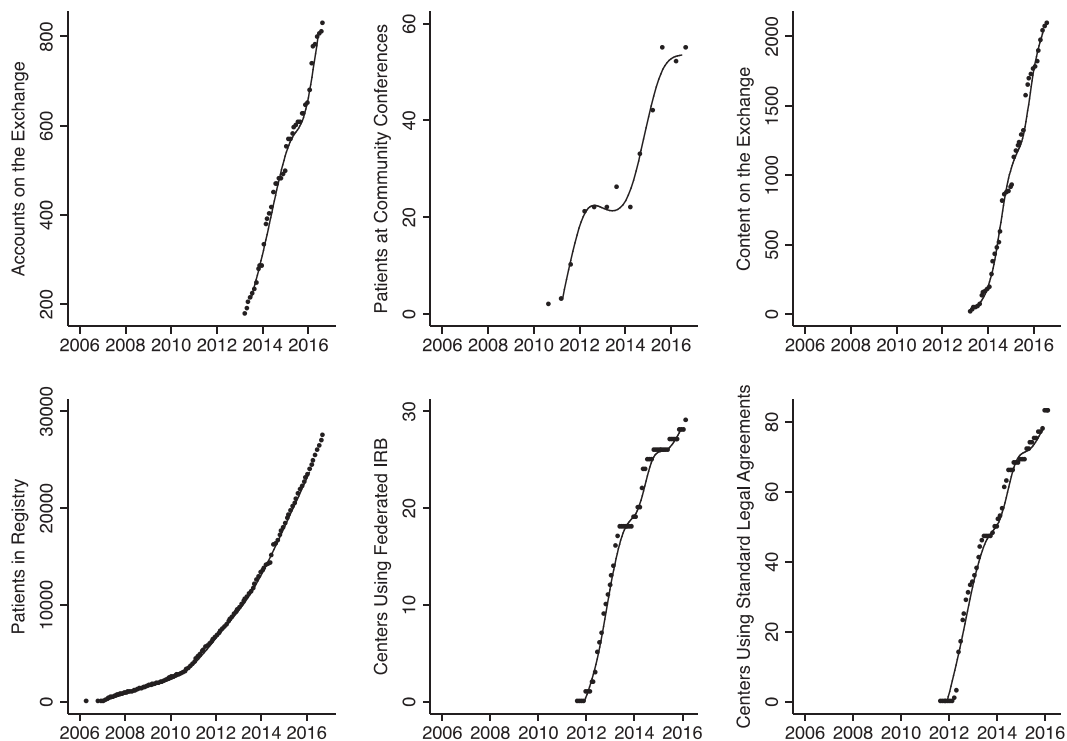 Accounts on the Exchange
200 400 600 800
2006 2008 2010 2012 2014 2016
Patients at Community Conferences
0 20 40 60
2006 2008 2010 2012 2014 2016
Content on the Exchange
0 500 1000 1500 2000
2006 2008 2010 2012 2014 2016
Patients in Registry
0 10000 20000 30000
2006 2008 2010 2012 2014 2016
Centers Using Federated IRB
0 10 20 30
2006 2008 2010 2012 2014 2016
Centers Using Standard Legal Agreements
0 20 40 60 80
2006 2008 2010 2012 2014 2016